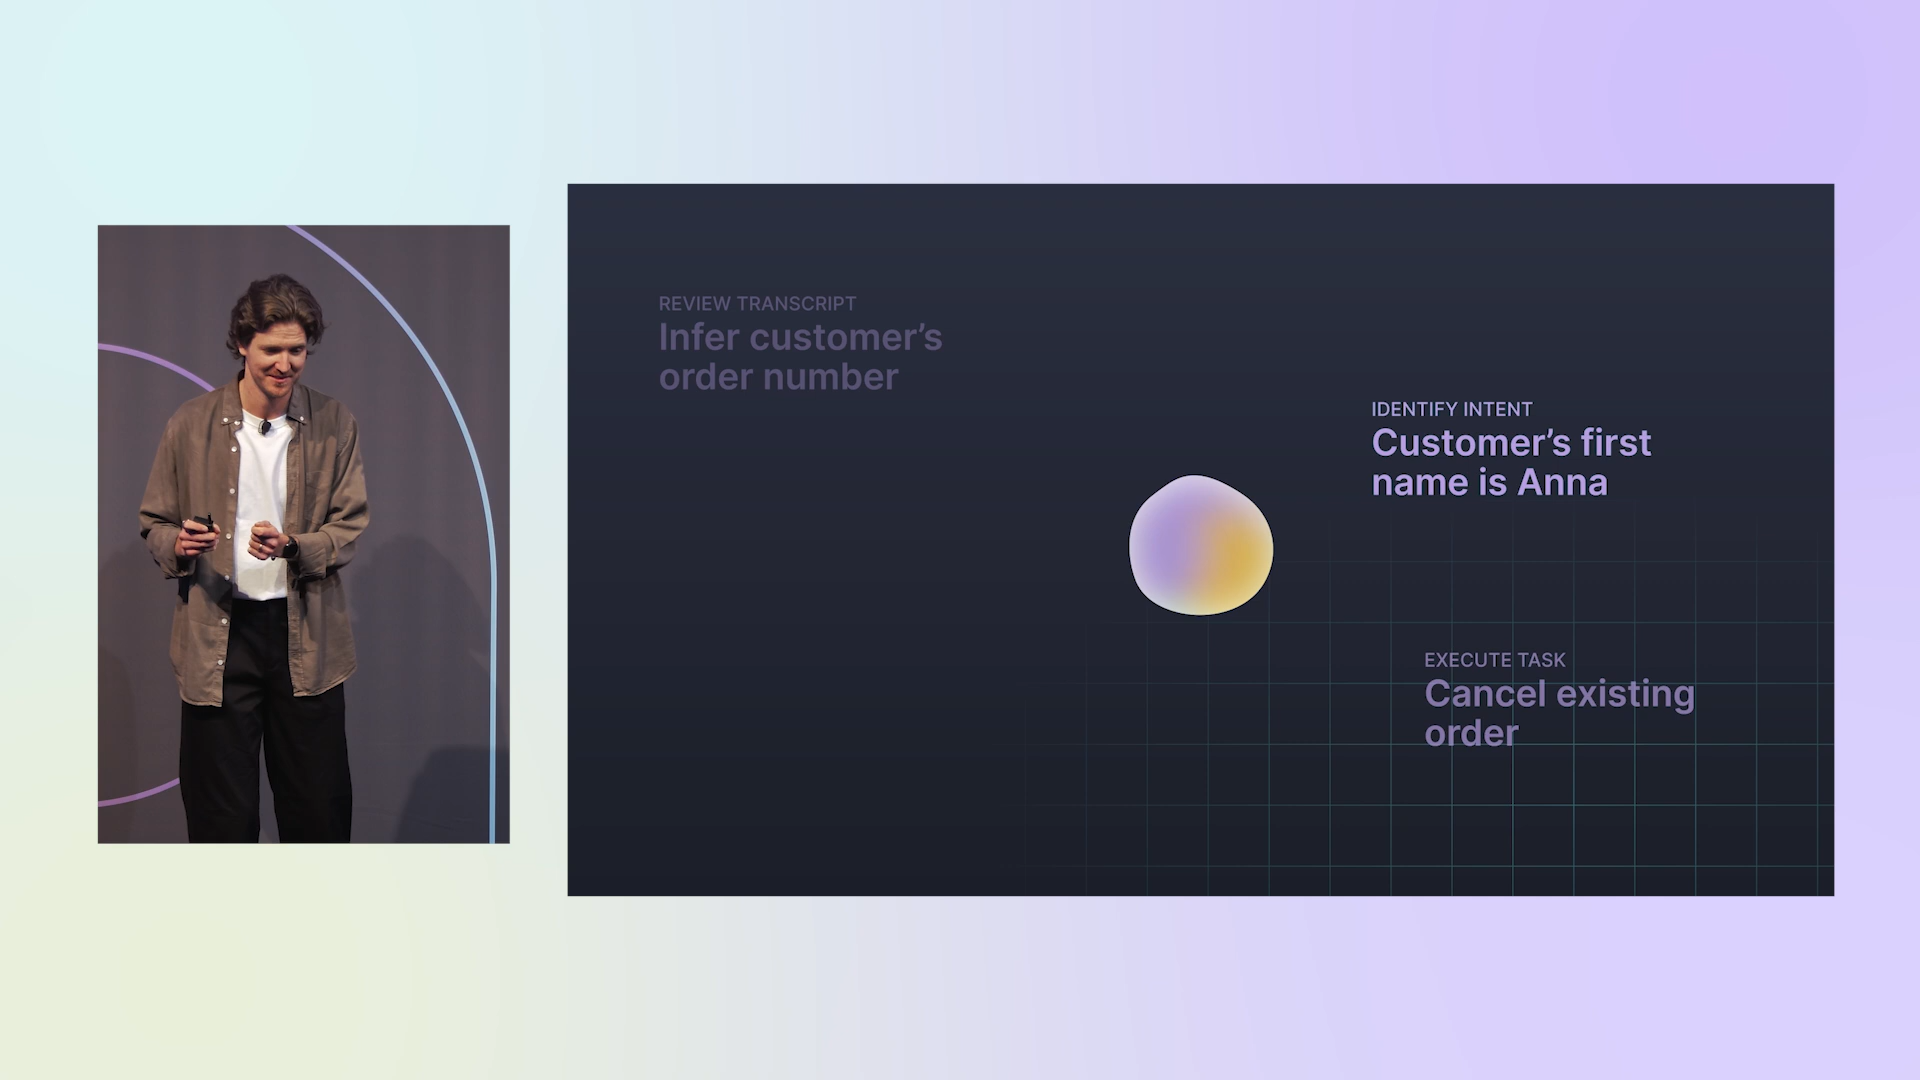 REVIEW TRANSCRIPT
Infer customer’s
order number
IDENTIFY INTENT
Customer’s first
name is Anna
EXECUTE TASK
Cancel existing
order